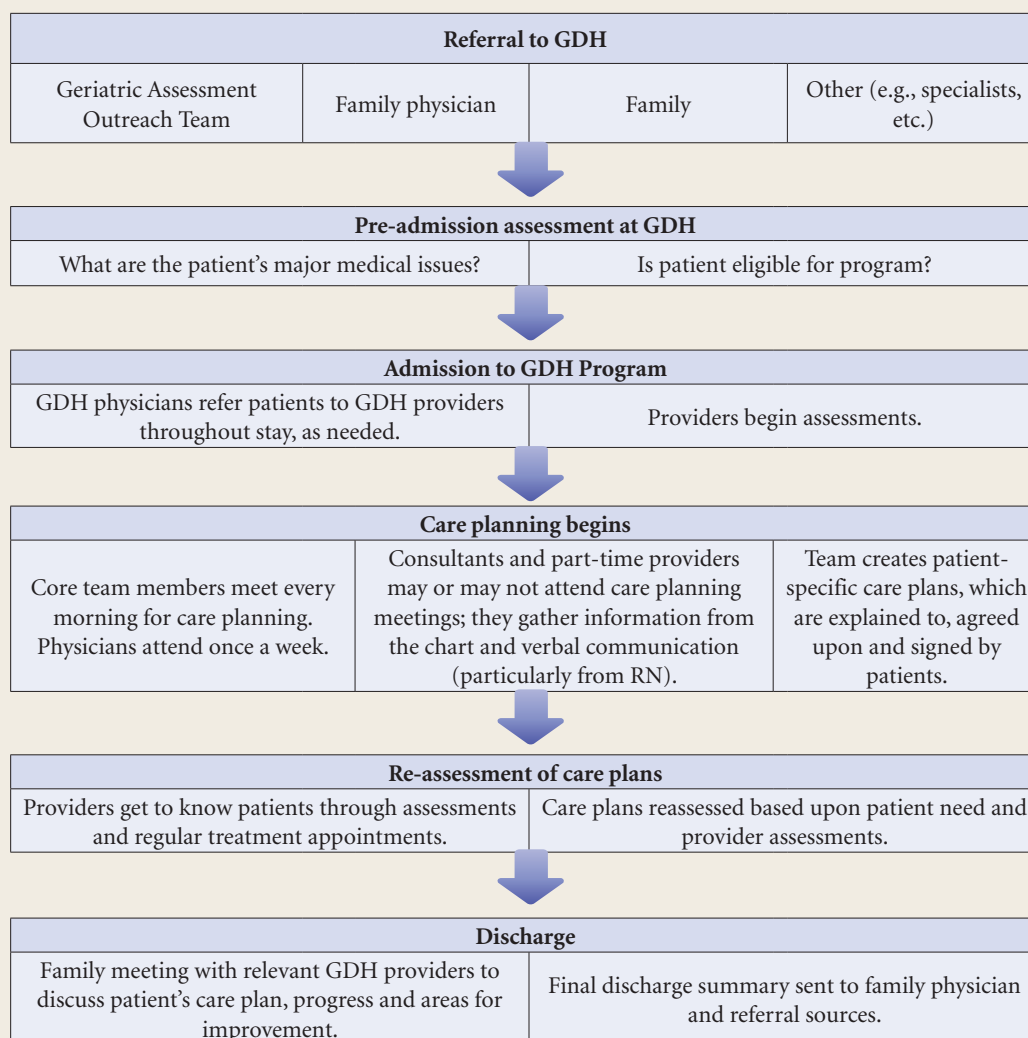 Referral to GDH
Geriatric Assessment
Outreach Team
Family physician
Family
Other (e.g., specialists,
etc.)
Pre-admission assessment at GDH
What are the patient's major medical issues?
Is patient eligible for program?
Admission to GDH Program
GDH physicians refer patients to GDH providers
throughout stay, as needed.
Providers begin assessments.
Care planning begins
Core team members meet every
morning for care planning.
Physicians attend once a week.
Consultants and part-time providers
may or may not attend care planning
meetings; they gather information from
the chart and verbal communication
(particularly from RN).
Team creates patient-
specific care plans, which
are explained to, agreed
upon and signed by
patients.
Re-assessment of care plans
Providers get to know patients through assessments
and regular treatment appointments.
Care plans reassessed based upon patient need and
provider assessments.
Discharge
Family meeting with relevant GDH providers to
discuss patient's care plan, progress and areas for
improvement.
Final discharge summary sent to family physician
and referral sources.